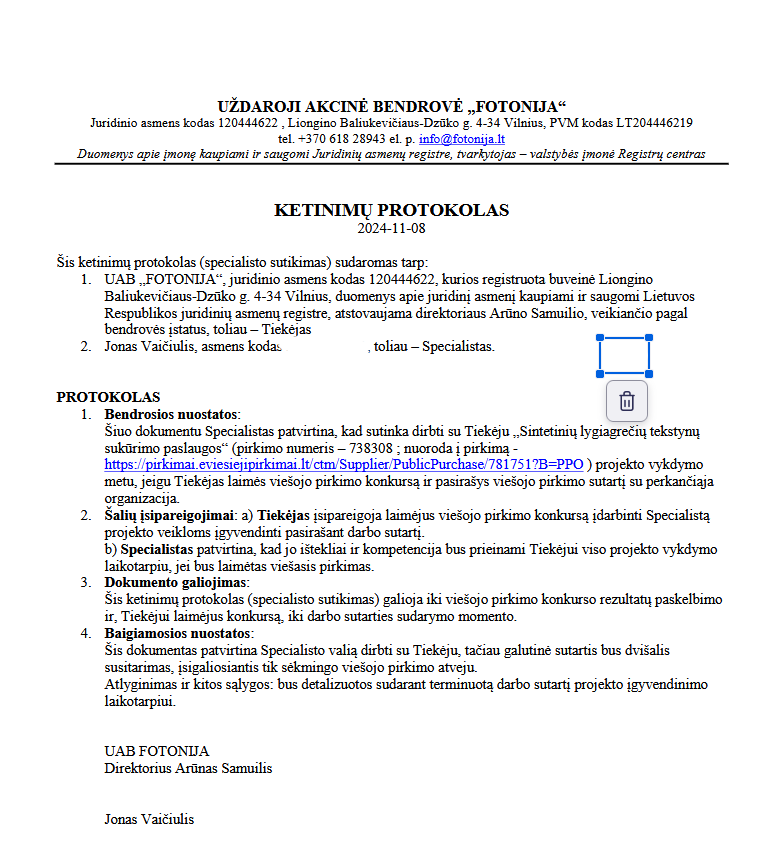 UŽDAROJI AKCINĖ BENDROVĖ „FOTONIJA“
Juridinio asmens kodas 120444622 , Liongino Baliukevičiaus-Dzūko g. 4-34 Vilnius, PVM kodas LT204446219
tel. +370 618 28943 el. p. info@fotonija.lt
Duomenys apie įmonę kaupiami ir saugomi Juridinių asmenų registre, tvarkytojas – valstybės įmonė Registrų centras
KETINIMŲ PROTOKOLAS
2024-11-08
Šis ketinimų protokolas (specialisto sutikimas) sudaromas tarp:
1. UAB „FOTONIJA“, juridinio asmens kodas 120444622, kurios registruota buveinė Liongino
Baliukevičiaus-Dzūko g. 4-34 Vilnius, duomenys apie juridinį asmenį kaupiami ir saugomi Lietuvos
Respublikos juridinių asmenų registre, atstovaujama direktoriaus Arūno Samuilio, veikiančio pagal
bendrovės įstatus, toliau – Tiekėjas
2. Jonas Vaičiulis, asmens kodas , toliau – Specialistas.
PROTOKOLAS
1. Bendrosios nuostatos:
Šiuo dokumentu Specialistas patvirtina, kad sutinka dirbti su Tiekėju „Sintetinių lygiagrečių tekstynų
sukūrimo paslaugos“ (pirkimo numeris – 738308 ; nuoroda į pirkimą -
https://pirkimai.eviesiejipirkimai.lt/ctm/Supplier/PublicPurchase/781751?B=PPO ) projekto vykdymo
metu, jeigu Tiekėjas laimės viešojo pirkimo konkursą ir pasirašys viešojo pirkimo sutartį su perkančiąja
organizacija.
2. Šalių įsipareigojimai: a) Tiekėjas įsipareigoja laimėjus viešojo pirkimo konkursą įdarbinti Specialistą
projekto veikloms įgyvendinti pasirašant darbo sutartį.
b) Specialistas patvirtina, kad jo ištekliai ir kompetencija bus prieinami Tiekėjui viso projekto vykdymo
laikotarpiu, jei bus laimėtas viešasis pirkimas.
3. Dokumento galiojimas:
Šis ketinimų protokolas (specialisto sutikimas) galioja iki viešojo pirkimo konkurso rezultatų paskelbimo
ir, Tiekėjui laimėjus konkursą, iki darbo sutarties sudarymo momento.
4. Baigiamosios nuostatos:
Šis dokumentas patvirtina Specialisto valią dirbti su Tiekėju, tačiau galutinė sutartis bus dvišalis
susitarimas, įsigaliosiantis tik sėkmingo viešojo pirkimo atveju.
Atlyginimas ir kitos sąlygos: bus detalizuotos sudarant terminuotą darbo sutartį projekto įgyvendinimo
laikotarpiui.
UAB FOTONIJA
Direktorius Arūnas Samuilis
Jonas Vaičiulis